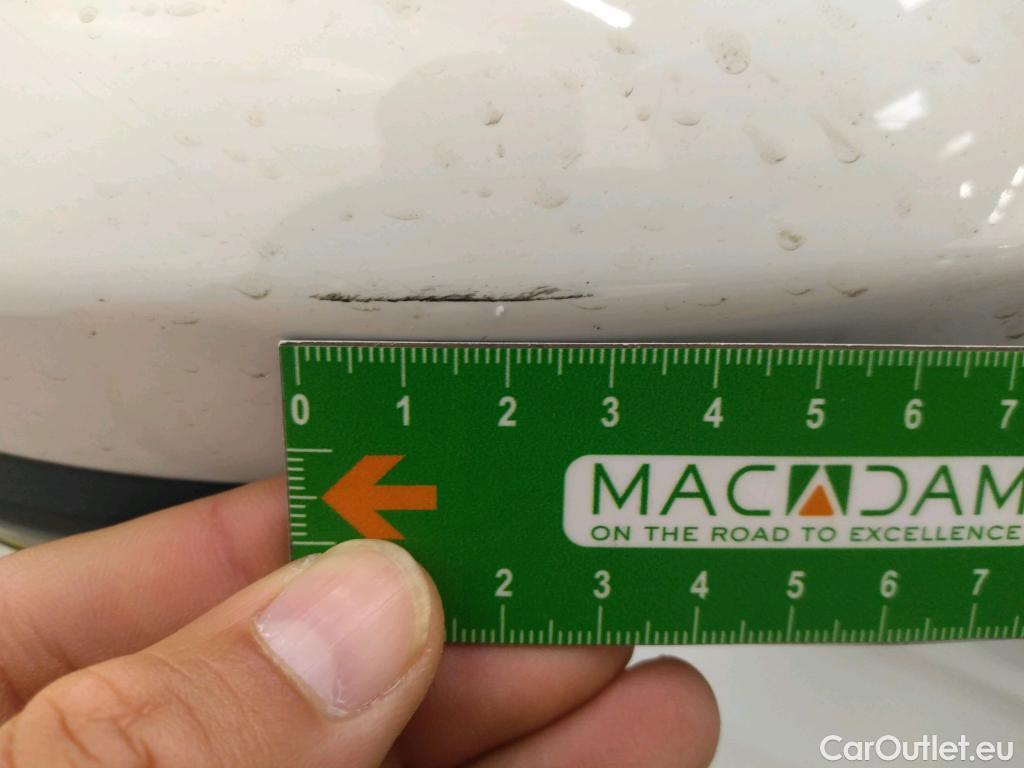 0 1 2 3 4 5 6 7
MACADAM
ON THE ROAD TO EXCELLENCE
2 3 4 5 6 7
CarOutlet.eu